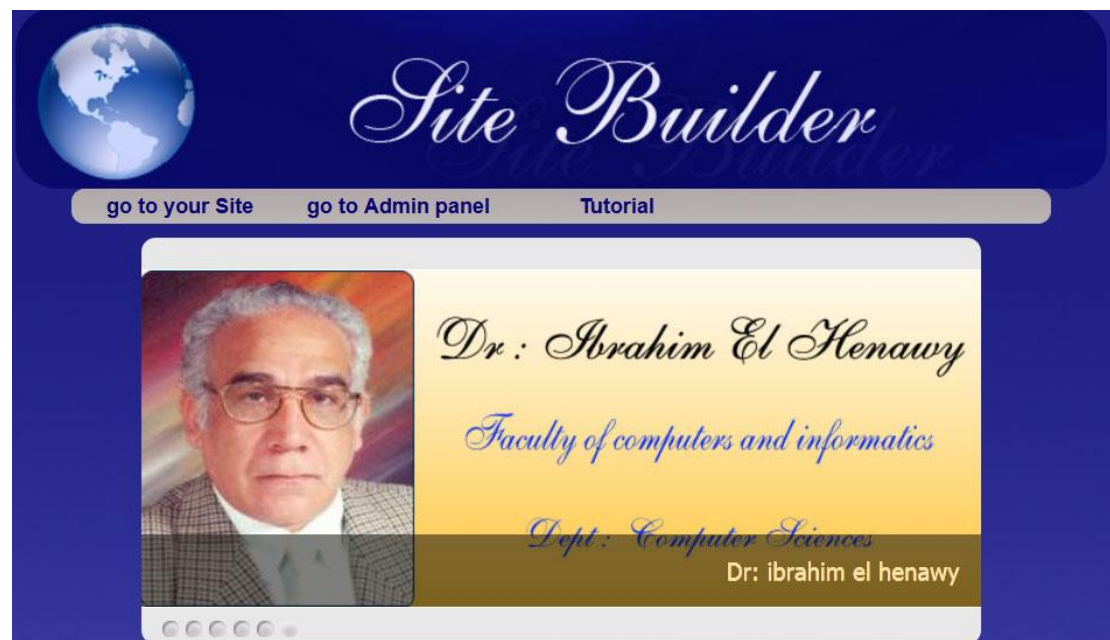 Site Builder
go to your Site go to Admin panel Tutorial
Dr : Ibrahim El Henawy
Faculty of computers and informatics
Dept : Computer Sciences
Dr: ibrahim el henawy